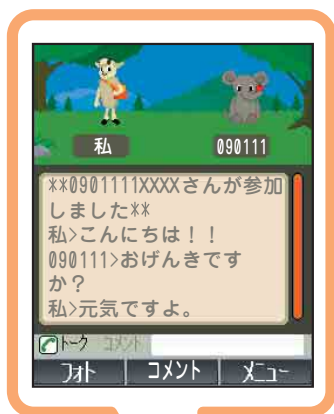 私
090111
**0901111XXXXさんが参加
しました**
私>こんにちは！！
090111>おげんきです
か？
私>元気ですよ。
トーク コメント
フォト コメント メニュー